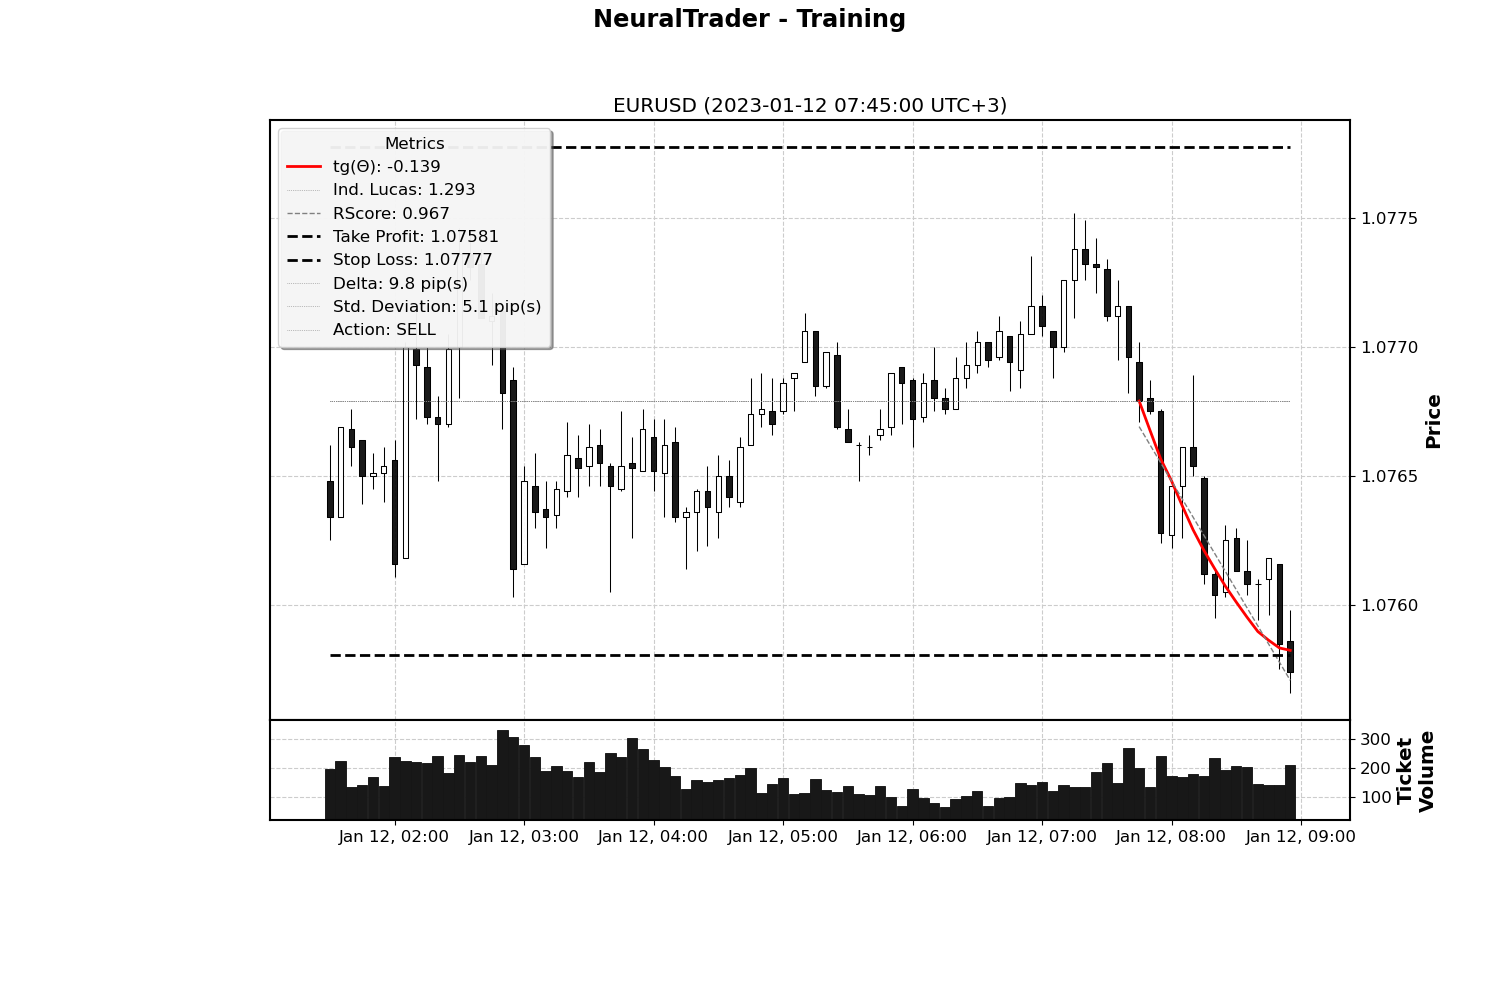 NeuralTrader - Training
EURUSD (2023-01-12 07:45:00 UTC+3)
Metrics
tg(Θ): -0.139
Ind. Lucas: 1.293
RScore: 0.967
Take Profit: 1.07581
Stop Loss: 1.07777
Delta: 9.8 pip(s)
Std. Deviation: 5.1 pip(s)
Action: SELL
1.0775
1.0770
1.0765
1.0760
Price
300
200
100
Ticket
Volume
Jan 12, 02:00
Jan 12, 03:00
Jan 12, 04:00
Jan 12, 05:00
Jan 12, 06:00
Jan 12, 07:00
Jan 12, 08:00
Jan 12, 09:00